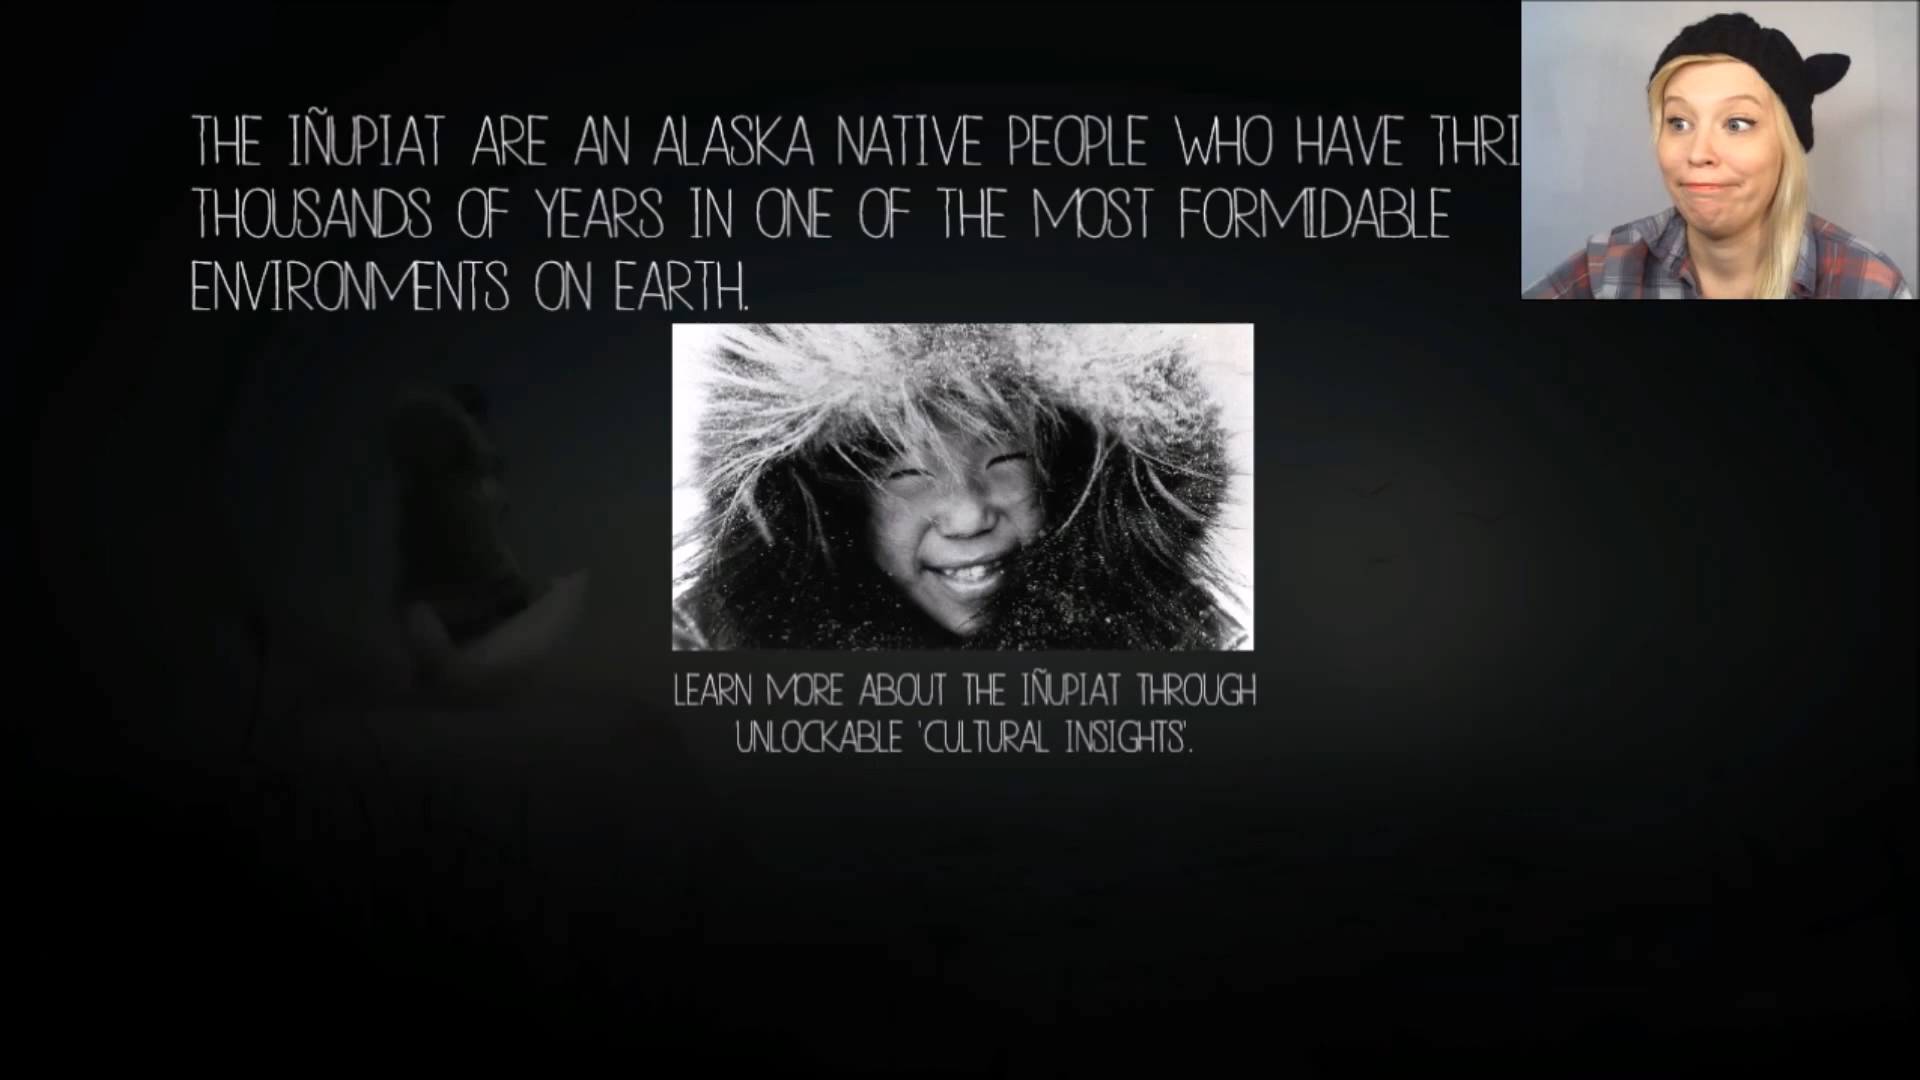 THE IÑUPIAT ARE AN ALASKA NATIVE PEOPLE WHO HAVE
THOUSANDS OF YEARS IN ONE OF THE MOST FORMIDABLE
ENVIRONMENTS ON EARTH.
LEARN MORE ABOUT THE IÑUPIAT THROUGH
UNLOCKABLE 'CULTURAL INSIGHTS'.